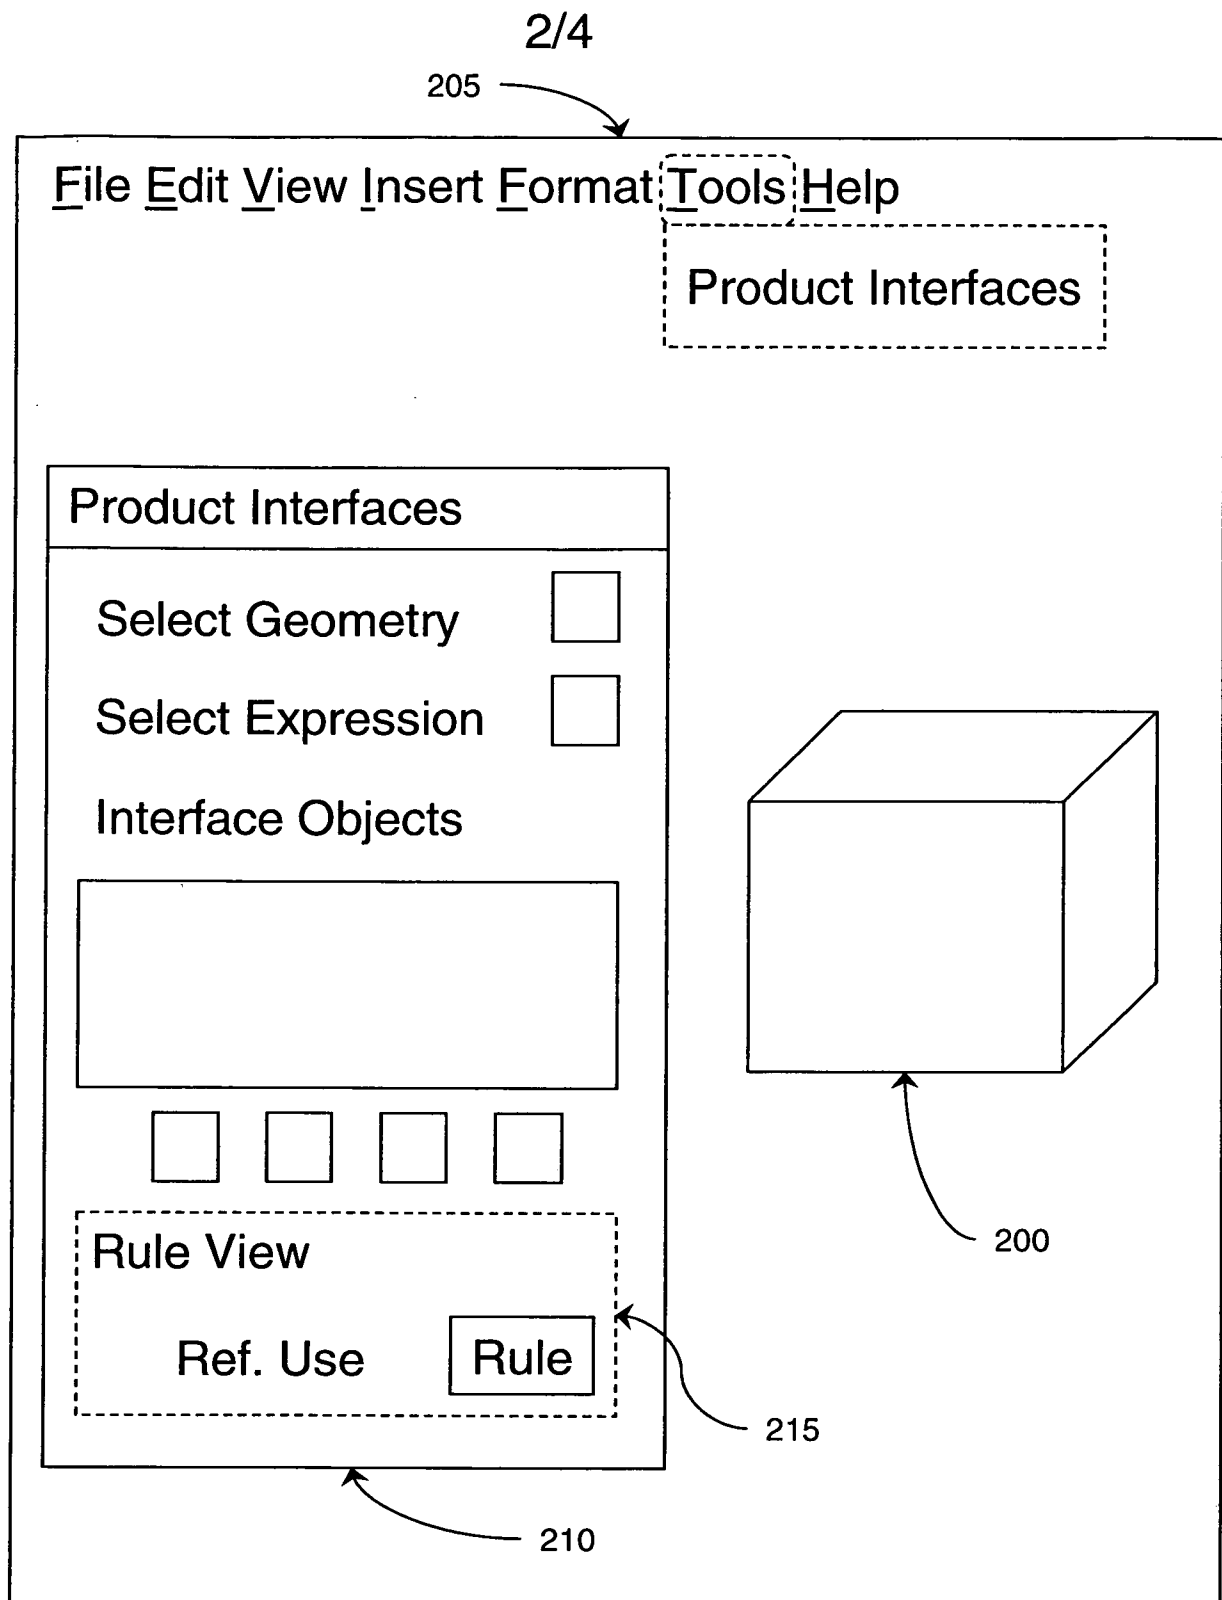 2/4
205
File Edit View Insert Format Tools Help
Product Interfaces
Product Interfaces
Select Geometry
Select Expression
Interface Objects
200
Rule View
Ref. Use Rule
215
210